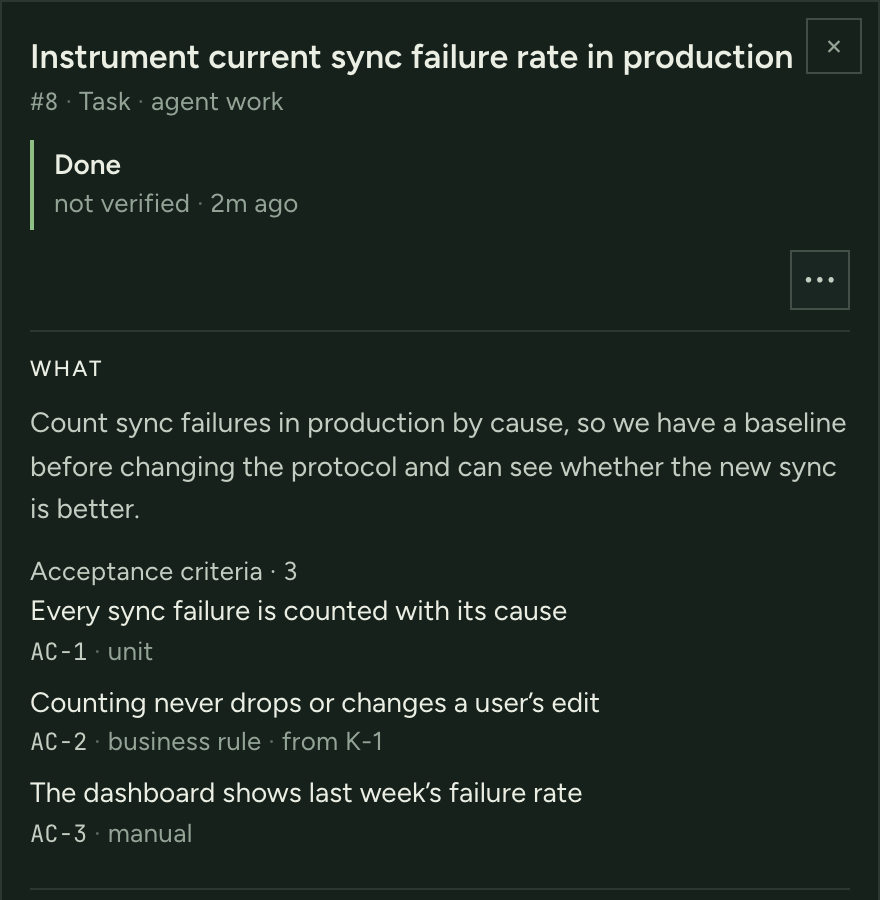 Instrument current sync failure rate in production
×
#8 · Task · agent work
Done
not verified · 2m ago
...
WHAT
Count sync failures in production by cause, so we have a baseline
before changing the protocol and can see whether the new sync
is better.
Acceptance criteria · 3
Every sync failure is counted with its cause
AC-1 · unit
Counting never drops or changes a user’s edit
AC-2 · business rule · from K-1
The dashboard shows last week’s failure rate
AC-3 · manual